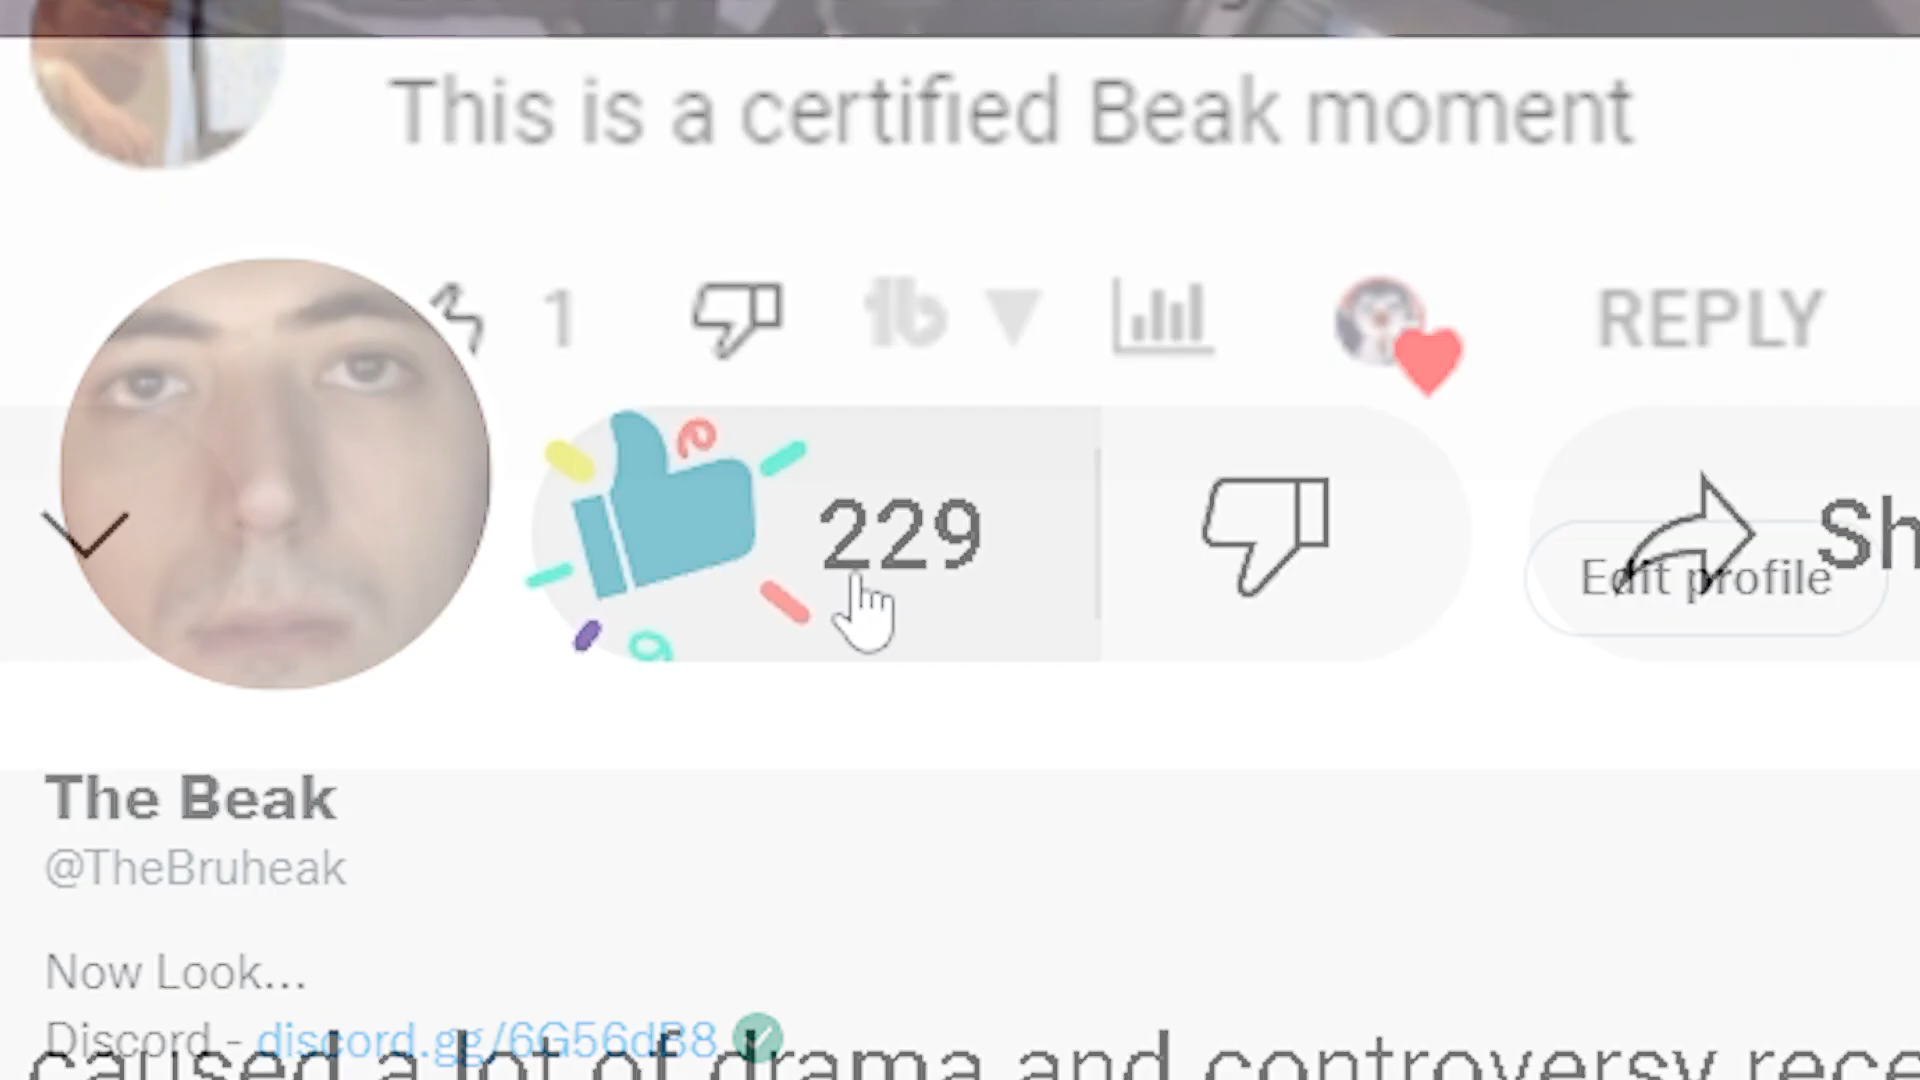 This is a certified Beak moment
1
REPLY
229
Sh
Edit profile
The Beak
@TheBruheak
Now Look...
Discord - discord.gg/6G56dB8
caused a lot of drama and controversy rece